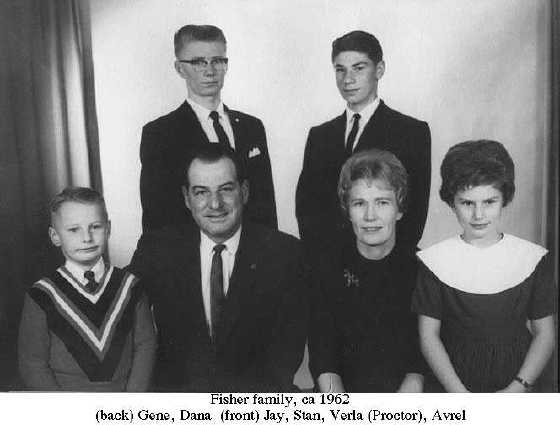 Fisher family, ca 1962
(back) Gene, Dana (front) Jay, Stan, Verla (Proctor), Avrel